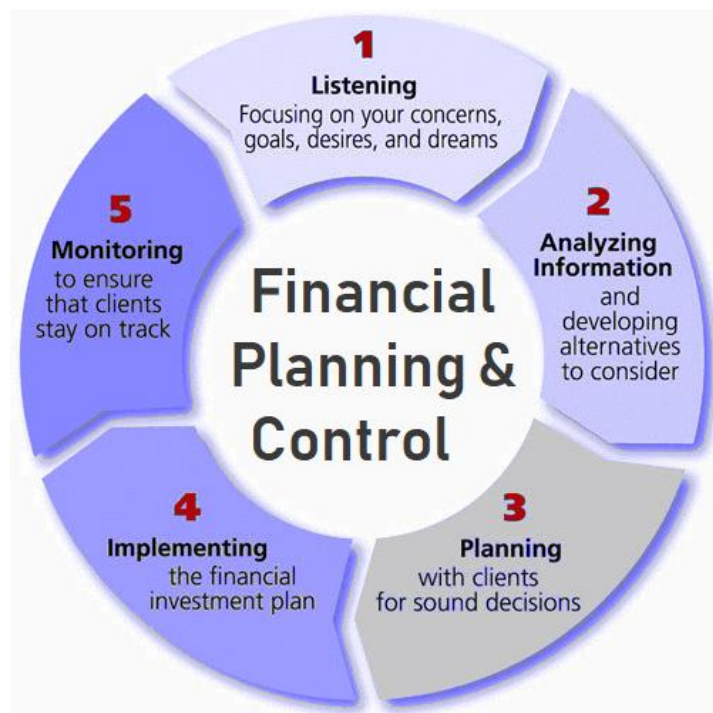 1
Listening
Focusing on your concerns,
goals, desires, and dreams
2
Analyzing
Information
and
developing
alternatives
to consider
3
Planning
with clients
for sound decisions
4
Implementing
the financial
investment plan
5
Monitoring
to ensure
that clients
stay on track
Financial
Planning &
Control